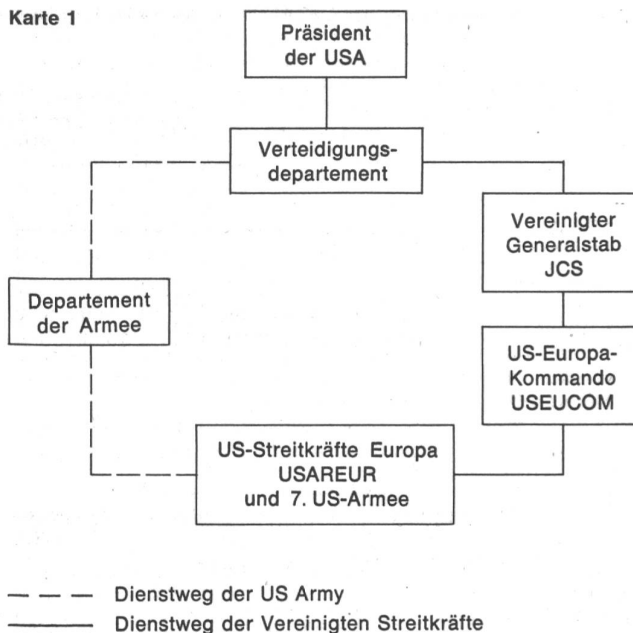 Karte 1
Präsident
der USA
Verteidigungs-
departement
Vereinigter
Generalstab
JCS
Departement
der Armee
US-Europa-
Kommando
USEUCOM
US-Streitkräfte Europa
USAREUR
und 7. US-Armee
Dienstweg der US Army
Dienstweg der Vereinigten Streitkräfte